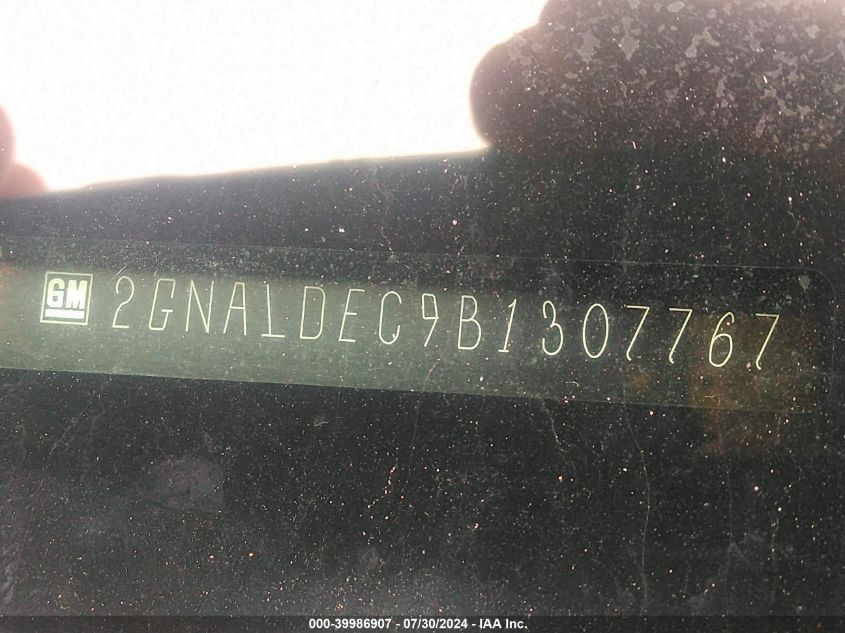 GM 2GNALDEC9B1307767
000-39986907 - 07/30/2024 - IAA Inc.